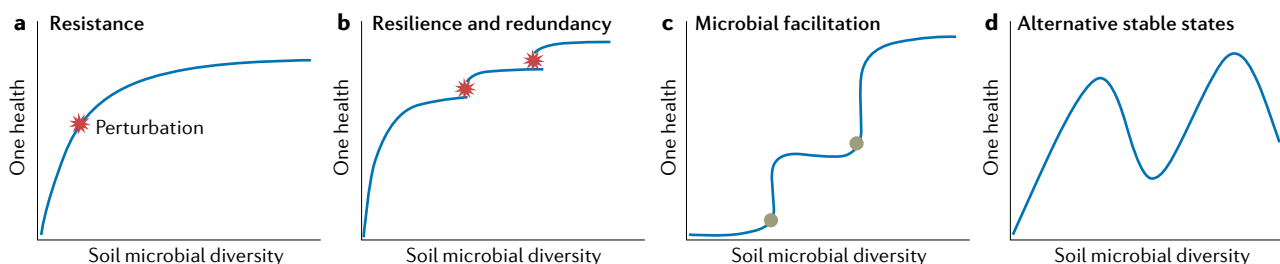 a Resistance
One health
Perturbation
Soil microbial diversity
b Resilience and redundancy
One health
Soil microbial diversity
c Microbial facilitation
One health
Soil microbial diversity
d Alternative stable states
One health
Soil microbial diversity